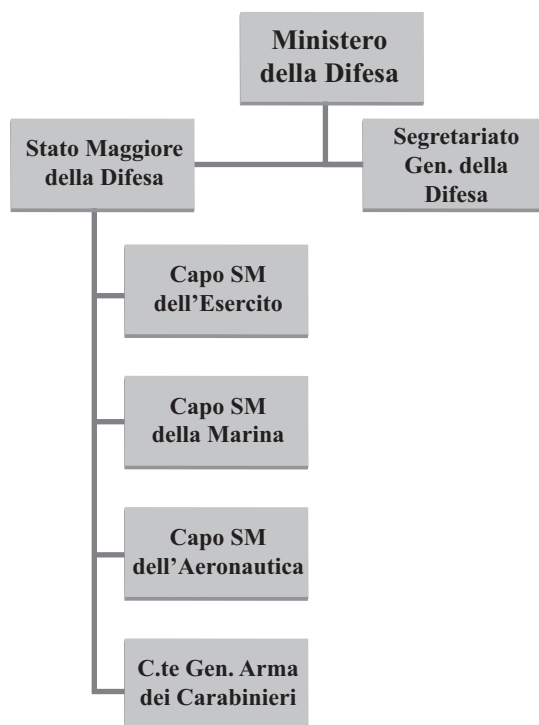 Ministero
della Difesa
Stato Maggiore
della Difesa
Segretariato
Gen. della
Difesa
Capo SM
dell’Esercito
Capo SM
della Marina
Capo SM
dell’Aeronautica
C.te Gen. Arma
dei Carabinieri